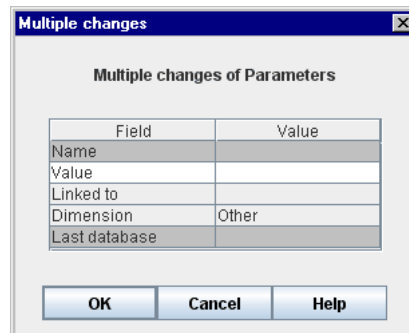 Multiple changes
Multiple changes of Parameters
Field Value
Name
Value
Linked to
Dimension Other
Last database
OK Cancel Help